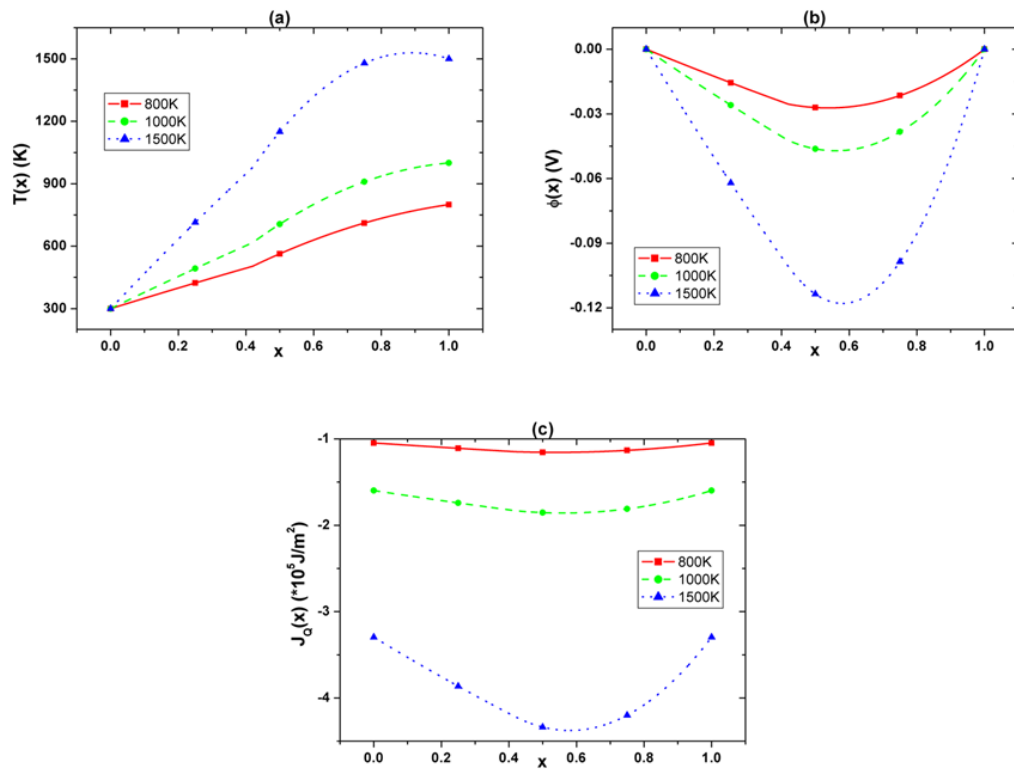 (a)
1500
1200
900
600
300
T(x) (K)
800K
1000K
1500K
0.0 0.2 0.4 0.6 0.8 1.0
x
(b)
0.00
-0.03
-0.06
-0.09
-0.12
ϕ(x) (V)
800K
1000K
1500K
0.0 0.2 0.4 0.6 0.8 1.0
x
(c)
-1
-2
-3
-4
J_Q(x) (*10^5J/m^2)
800K
1000K
1500K
0.0 0.2 0.4 0.6 0.8 1.0
x